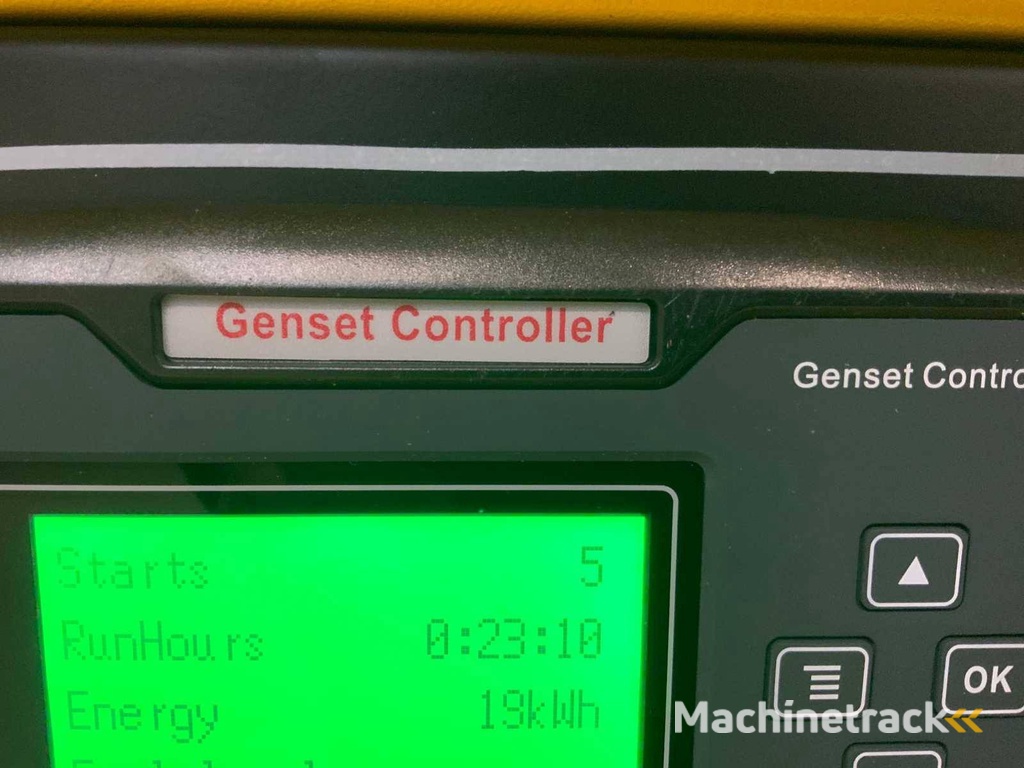 Genset Controller
Genset Contro
Starts 5
RunHours 0:23:10
Energy 19kWh
OK
Machinetrack